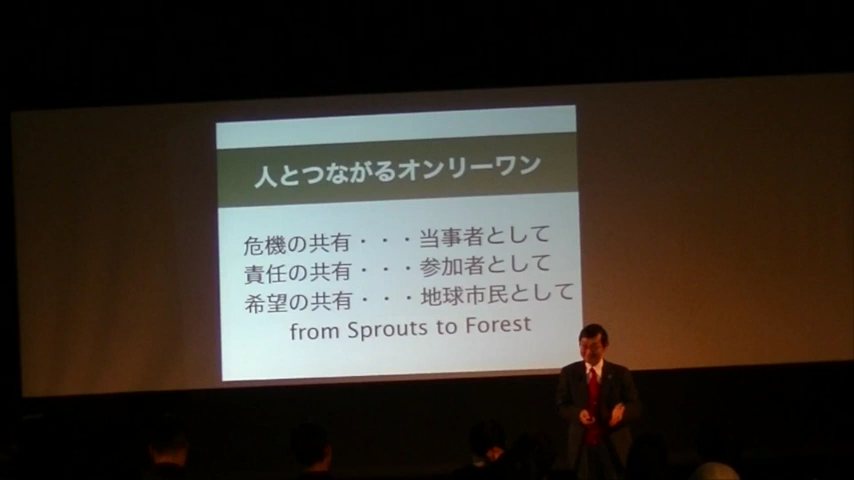 人とつながるオンリーワン
危機の共有・・・当事者として
責任の共有・・・参加者として
希望の共有・・・地球市民として
from Sprouts to Forest